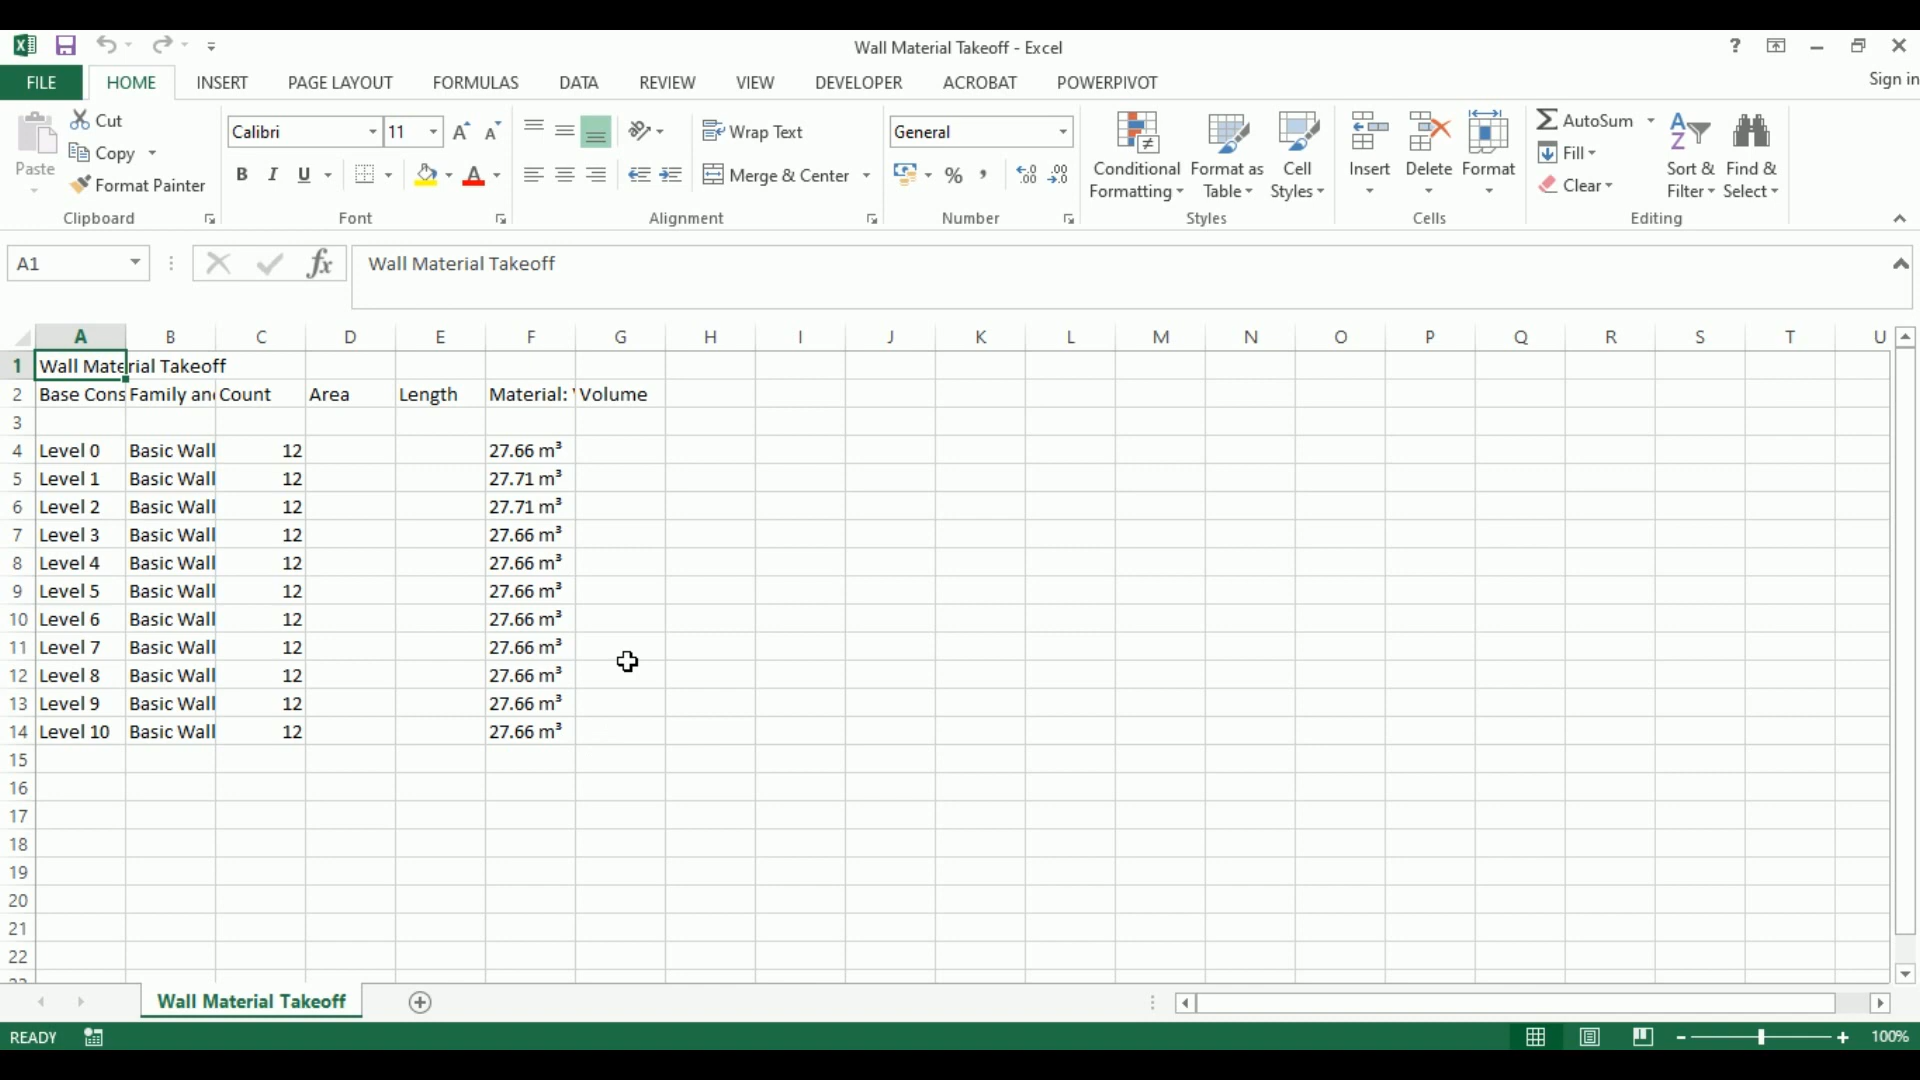 Wall Material Takeoff - Excel
?
FILE HOME INSERT PAGE LAYOUT FORMULAS DATA REVIEW VIEW DEVELOPER ACROBAT POWERPIVOT Sign in
Paste
Cut
Copy
Format Painter
Clipboard
Calibri 11
B I U A
Font
Wrap Text
Merge & Center
Alignment
General
%
Number
Conditional Formatting
Format as Table
Cell Styles
Styles
Insert Delete Format
Cells
AutoSum
Fill
Clear
Sort & Filter
Find & Select
Editing
A1 fx Wall Material Takeoff
A B C D E F G H I J K L M N O P Q R S T U
1 Wall Material Takeoff
2 Base Cons Family and Count Area Length Material: Volume
3
4 Level 0 Basic Wall 12 27.66 m³
5 Level 1 Basic Wall 12 27.71 m³
6 Level 2 Basic Wall 12 27.71 m³
7 Level 3 Basic Wall 12 27.66 m³
8 Level 4 Basic Wall 12 27.66 m³
9 Level 5 Basic Wall 12 27.66 m³
10 Level 6 Basic Wall 12 27.66 m³
11 Level 7 Basic Wall 12 27.66 m³
12 Level 8 Basic Wall 12 27.66 m³
13 Level 9 Basic Wall 12 27.66 m³
14 Level 10 Basic Wall 12 27.66 m³
15
16
17
18
19
20
21
22
Wall Material Takeoff
READY 100%